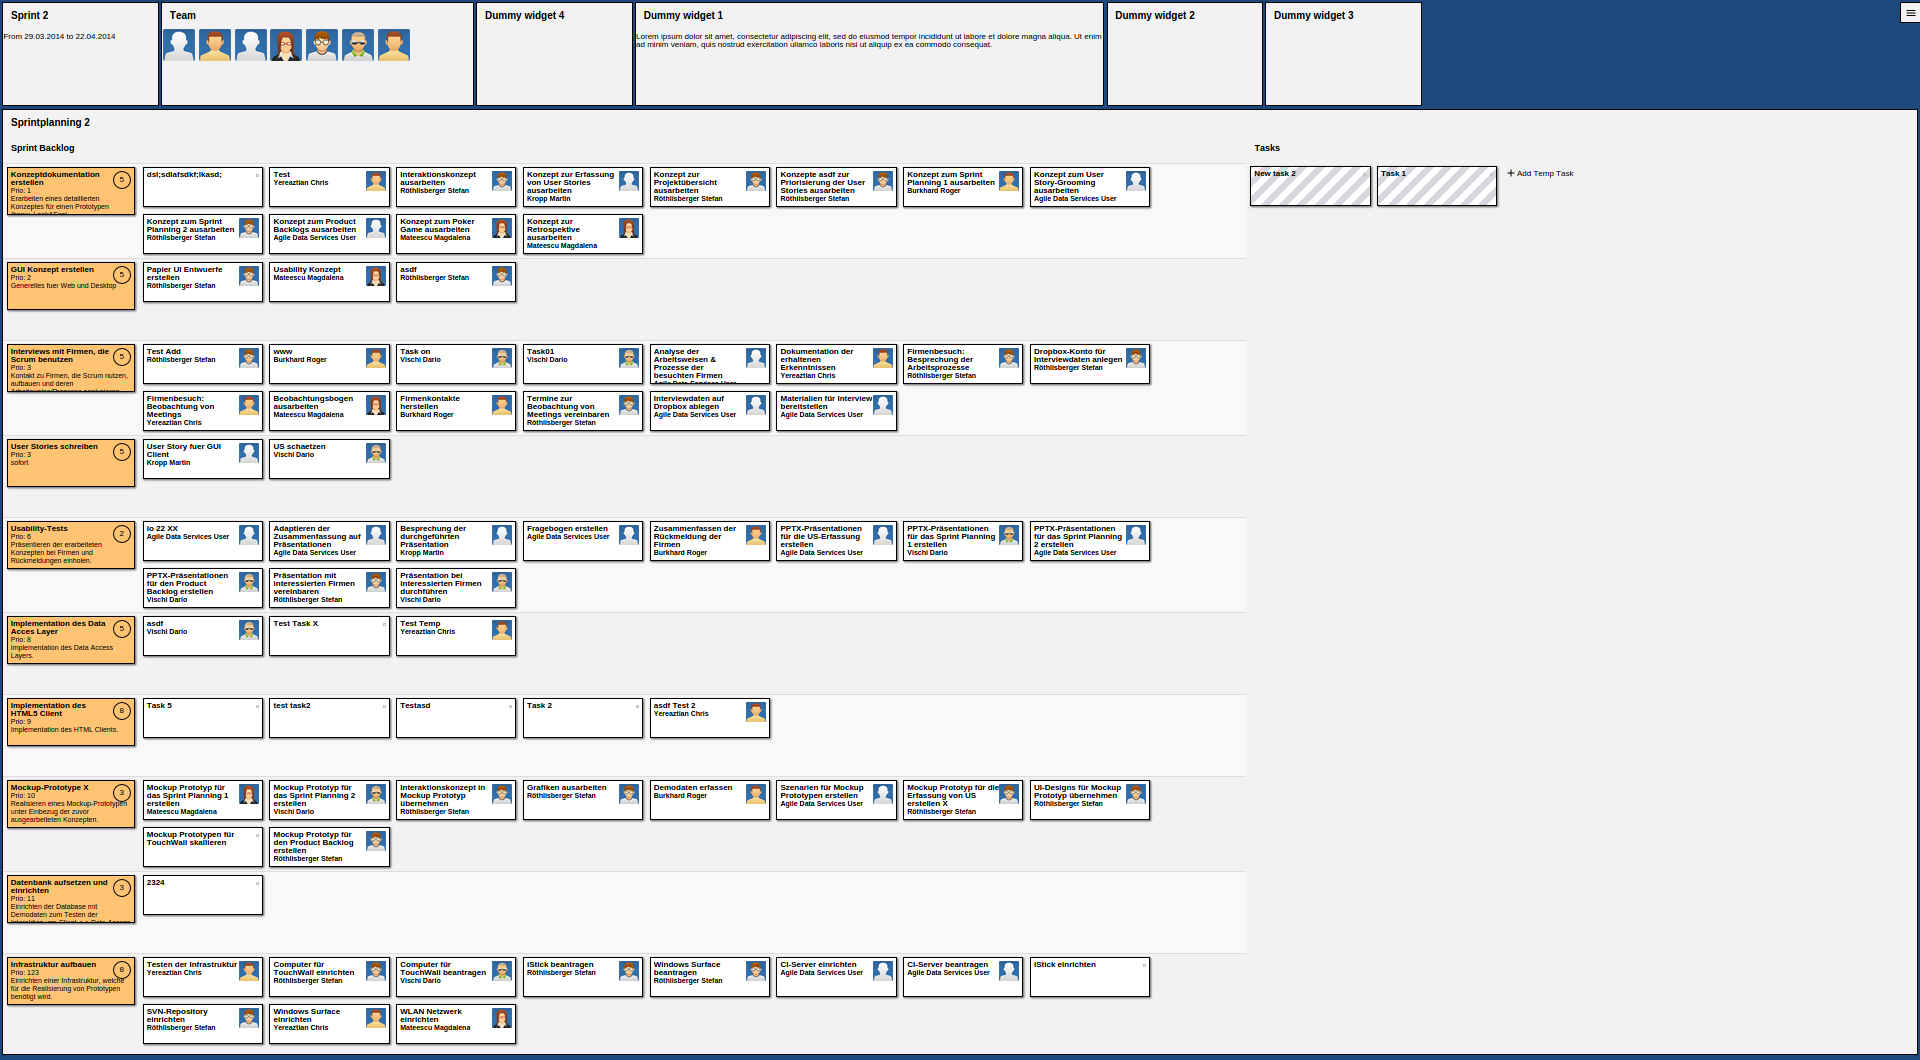 Sprint 2
From 29.03.2014 to 22.04.2014
Team
Dummy widget 4
Dummy widget 1
Lorem ipsum dolor sit amet, consectetur adipiscing elit, sed do eiusmod tempor incididunt ut labore et dolore magna aliqua. Ut enim
ad minim veniam, quis nostrud exercitation ullamco laboris nisi ut aliquip ex ea commodo consequat.
Dummy widget 2
Dummy widget 3
Sprintplanning 2
Sprint Backlog
Tasks
Konzeptdokumentation
erstellen
5
Prio: 1
Erarbeiten eines detaillierten
Konzeptes für einen Prototypen
dsl;sdlafsdkf;lkasd;
Test
Yereaztian Chris
Interaktionskonzept
ausarbeiten
Röthlisberger Stefan
Konzept zur Erfassung
von User Stories
ausarbeiten
Kropp Martin
Konzept zur
Projektübersicht
ausarbeiten
Röthlisberger Stefan
Konzepte asdf zur
Priorisierung der User
Stories ausarbeiten
Röthlisberger Stefan
Konzept zum Sprint
Planning 1 ausarbeiten
Burkhard Roger
Konzept zum User
Story-Grooming
ausarbeiten
Agile Data Services User
New task 2
Task 1
Add Temp Task
Konzept zum Sprint
Planning 2 ausarbeiten
Röthlisberger Stefan
Konzept zum Product
Backlogs ausarbeiten
Agile Data Services User
Konzept zum Poker
Game ausarbeiten
Mateescu Magdalena
Konzept zur
Retrospektive
ausarbeiten
Mateescu Magdalena
GUI Konzept erstellen
5
Prio: 2
Generelles fuer Web und Desktop
Papier UI Entwuerfe
erstellen
Röthlisberger Stefan
Usability Konzept
Mateescu Magdalena
asdf
Röthlisberger Stefan
Interviews mit Firmen, die
Scrum benutzen
5
Prio: 3
Kontakt zu Firmen, die Scrum nutzen,
aufbauen und deren
Test Add
Röthlisberger Stefan
www
Burkhard Roger
Task on
Vischi Dario
Task01
Vischi Dario
Analyse der
Arbeitsweisen &
Prozesse der
besuchten Firmen
Agile Data Services User
Dokumentation der
erhaltenen
Erkenntnissen
Yereaztian Chris
Firmenbesuch:
Besprechung der
Arbeitsprozesse
Röthlisberger Stefan
Dropbox-Konto für
Interviewdaten anlegen
Röthlisberger Stefan
Firmenbesuch:
Beobachtung von
Meetings
Yereaztian Chris
Beobachtungsbogen
ausarbeiten
Mateescu Magdalena
Firmenkontakte
herstellen
Burkhard Roger
Termine zur
Beobachtung von
Meetings vereinbaren
Röthlisberger Stefan
Interviewdaten auf
Dropbox ablegen
Agile Data Services User
Materialien für Interview
bereitstellen
Agile Data Services User
User Stories schreiben
5
Prio: 3
sofort
User Story fuer GUI
Client
Kropp Martin
US schaetzen
Vischi Dario
Usability-Tests
2
Prio: 6
Präsentieren der erarbeiteten
Konzepten bei Firmen und
Rückmeldungen einholen.
lo 22 XX
Agile Data Services User
Adaptieren der
Zusammenfassung auf
Präsentationen
Agile Data Services User
Besprechung der
durchgeführten
Präsentation
Kropp Martin
Fragebogen erstellen
Agile Data Services User
Zusammenfassen der
Rückmeldung der
Firmen
Burkhard Roger
PPTX-Präsentationen
für die US-Erfassung
erstellen
Agile Data Services User
PPTX-Präsentationen
für das Sprint Planning
1 erstellen
Vischi Dario
PPTX-Präsentationen
für das Sprint Planning
2 erstellen
Agile Data Services User
PPTX-Präsentationen
für den Product
Backlog erstellen
Vischi Dario
Präsentation mit
interessierten Firmen
vereinbaren
Röthlisberger Stefan
Präsentation bei
interessierten Firmen
durchführen
Vischi Dario
Implementation des Data
Acces Layer
5
Prio: 8
Implementation des Data Access
Layers.
asdf
Vischi Dario
Test Task X
Test Temp
Yereaztian Chris
Implementation des
HTML5 Client
8
Prio: 9
Implementation des HTML Clients.
Task 5
test task2
Testasd
Task 2
asdf Test 2
Yereaztian Chris
Mockup-Prototype X
3
Prio: 10
Realisieren eines Mockup-Prototypen
unter Einbezug der zuvor
ausgearbeiteten Konzepten.
Mockup Prototyp für
das Sprint Planning 1
erstellen
Mateescu Magdalena
Mockup Prototyp für
das Sprint Planning 2
erstellen
Vischi Dario
Interaktionskonzept in
Mockup Prototyp
übernehmen
Röthlisberger Stefan
Grafiken ausarbeiten
Röthlisberger Stefan
Demodaten erfassen
Burkhard Roger
Szenarien für Mockup
Prototypen erstellen
Agile Data Services User
Mockup Prototyp für die
Erfassung von US
erstellen X
Röthlisberger Stefan
UI-Designs für Mockup
Prototyp übernehmen
Röthlisberger Stefan
Mockup Prototypen für
TouchWall skallieren
Mockup Prototyp für
den Product Backlog
erstellen
Röthlisberger Stefan
Datenbank aufsetzen und
einrichten
3
Prio: 11
Einrichten der Database mit
Demodaten zum Testen der
2324
Infrastruktur aufbauen
8
Prio: 123
Einrichten einer Infrastruktur, welche
für die Realisierung von Prototypen
benötigt wird.
Testen der Infrastruktur
Yereaztian Chris
Computer für
TouchWall einrichten
Röthlisberger Stefan
Computer für
TouchWall beantragen
Vischi Dario
iStick beantragen
Röthlisberger Stefan
Windows Surface
beantragen
Röthlisberger Stefan
CI-Server einrichten
Agile Data Services User
CI-Server beantragen
Agile Data Services User
iStick einrichten
SVN-Repository
einrichten
Röthlisberger Stefan
Windows Surface
einrichten
Yereaztian Chris
WLAN Netzwerk
einrichten
Mateescu Magdalena